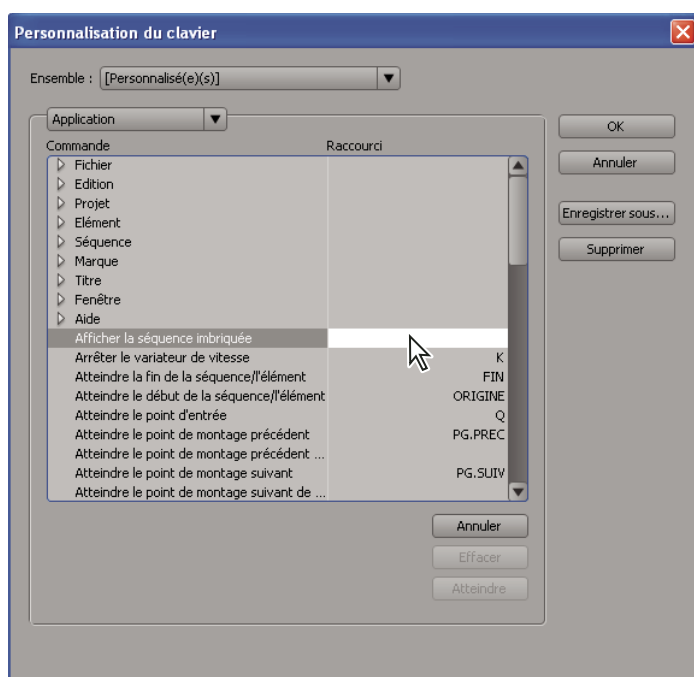 Personnalisation du clavier
Ensemble : [Personnalisé(e)(s)]
Application
OK
Commande Raccourci
Annuler
Fichier
Edition
Projet
Enregistrer sous...
Elément
Séquence
Supprimer
Marque
Titre
Fenêtre
Aide
Afficher la séquence imbriquée
Arrêter le variateur de vitesse K
Atteindre la fin de la séquence/l'élément FIN
Atteindre le début de la séquence/l'élément ORIGINE
Atteindre le point d'entrée Q
Atteindre le point de montage précédent PG.PREC
Atteindre le point de montage précédent ...
Atteindre le point de montage suivant PG.SUIV
Atteindre le point de montage suivant de ...
Annuler
Effacer
Atteindre